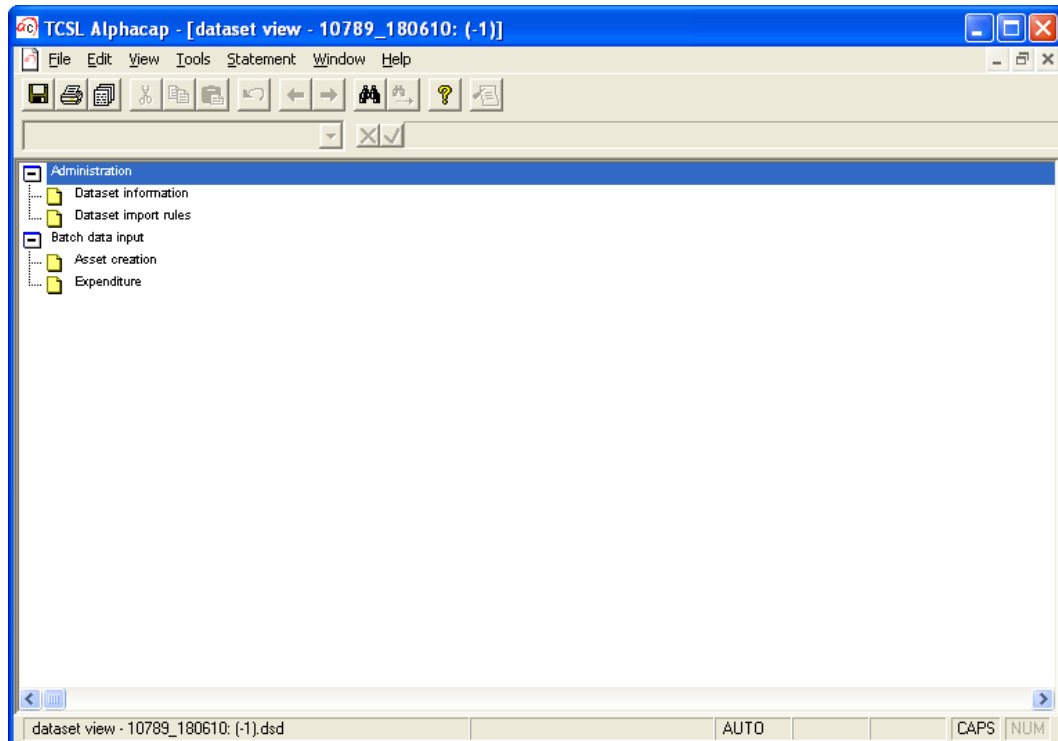 TCSL Alphacap - [dataset view - 10789_180610: (-1)]
File Edit View Tools Statement Window Help
Administration
Dataset information
Dataset import rules
Batch data input
Asset creation
Expenditure
dataset view - 10789_180610: (-1).dsd AUTO CAPS NUM